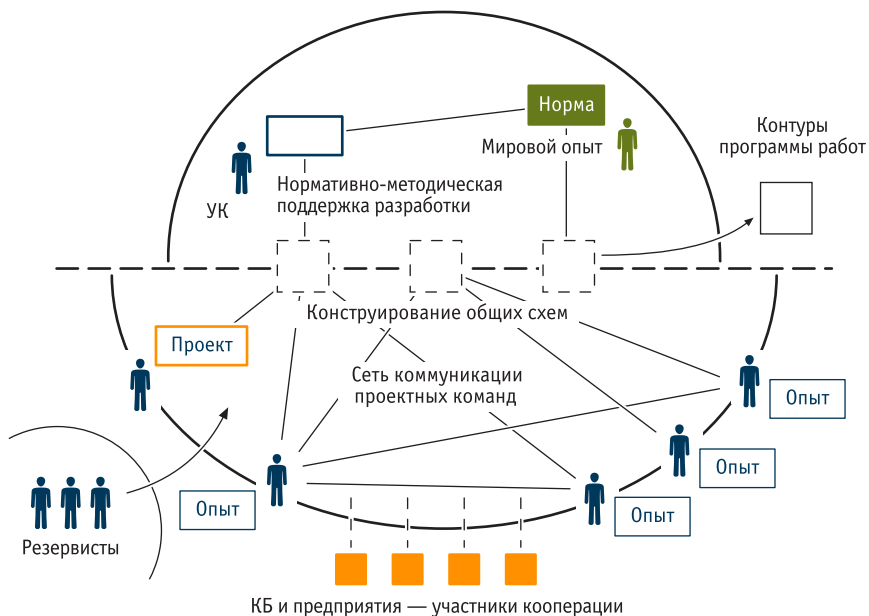 Норма
Мировой опыт
Контуры
программы работ
УК
Нормативно-методическая
поддержка разработки
Конструирование общих схем
Проект
Сеть коммуникации
проектных команд
Опыт
Опыт
Опыт
Опыт
Резервисты
КБ и предприятия — участники кооперации